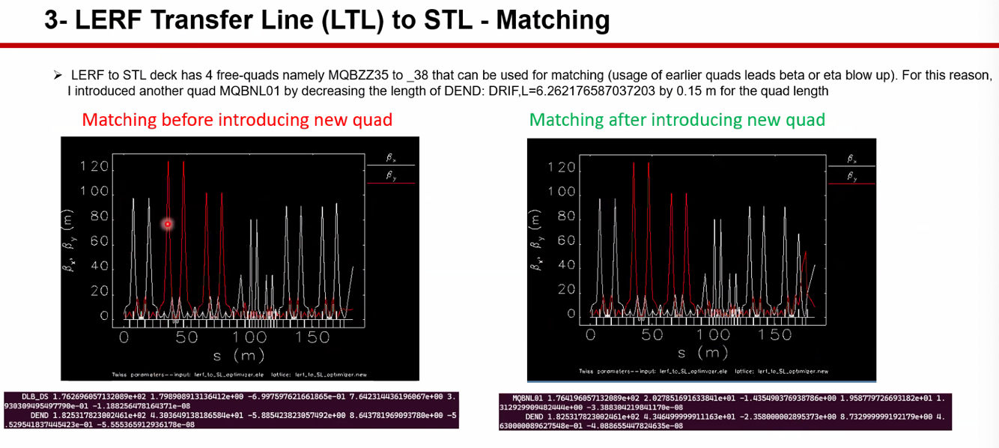 3- LERF Transfer Line (LTL) to STL - Matching
➢ LERF to STL deck has 4 free-quads namely MQBZZ35 to _38 that can be used for matching (usage of earlier quads leads beta or eta blow up). For this reason,
I introduced another quad MQBNL01 by decreasing the length of DEND: DRIF,L=6.262176587037203 by 0.15 m for the quad length
Matching before introducing new quad
βx
βy
120
100
80
60
40
20
0
βx, βy (m)
0 50 100 150
s (m)
Twiss parameters--input: lerf_to_SL_optimizer.ele lattice: lerf_to_SL_optimizer.new
DLB_DS 1.762696057132089e+02 1.798908913136412e+00 -6.997597621661865e-01 7.642314436196067e+00 3.
930309495497790e-01 -1.188256478164371e-08
DEND 1.825317823002461e+02 4.303649138186584e+01 -5.885423823057492e+00 8.643781969093780e+00 -5
.529541837445423e-01 -5.555365912936178e-08
Matching after introducing new quad
βx
βy
120
100
80
60
40
20
0
βx, βy (m)
0 50 100 150
s (m)
Twiss parameters--input: lerf_to_SL_optimizer.ele lattice: lerf_to_SL_optimizer.new
MQBNL01 1.764196057132089e+02 2.027851691633841e+01 -1.435490376938786e+00 1.958779726693182e+01 1.
312929909482444e+00 -3.388304219841170e-08
DEND 1.825317823002461e+02 4.346499999911163e+01 -2.358000002895373e+00 8.732999999192179e+00 4.
630000089627548e-01 -4.088655447824635e-08